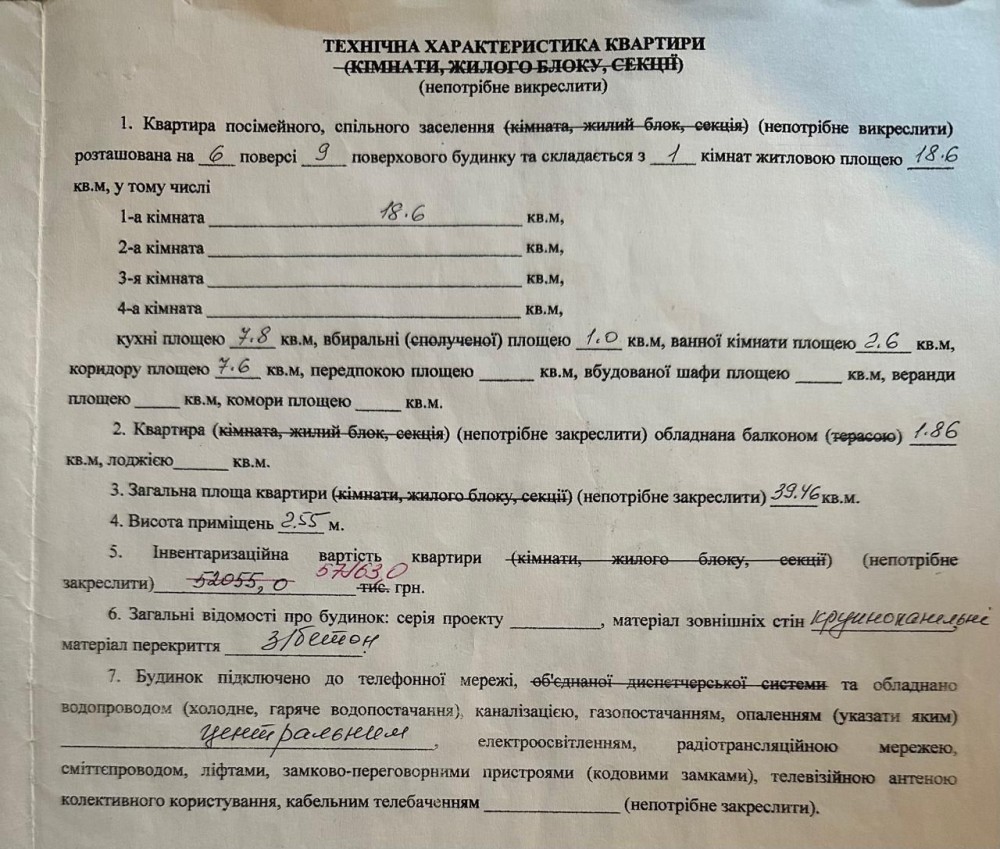 ТЕХНІЧНА ХАРАКТЕРИСТИКА КВАРТИРИ
(КІМНАТИ, ЖИЛОГО БЛОКУ, СЕКЦІЇ)
(непотрібне викреслити)
1. Квартира посімейного, спільного заселення (кімната, жилий блок, секція) (непотрібне викреслити)
розташована на 6 поверсі 9 поверхового будинку та складається з 1 кімнат житловою площею 18.6
кв.м, у тому числі
1-а кімната 18.6 кв.м,
2-а кімната кв.м,
3-я кімната кв.м,
4-а кімната кв.м,
кухні площею 7.8 кв.м, вбиральні (сполученої) площею 1.0 кв.м, ванної кімнати площею 2.6 кв.м,
коридору площею 7.6 кв.м, передпокою площею кв.м, вбудованої шафи площею кв.м, веранди
площею кв.м, комори площею кв.м.
2. Квартира (кімната, жилий блок, секція) (непотрібне закреслити) обладнана балконом (терасою) 1.86
кв.м, лоджією кв.м.
3. Загальна площа квартири (кімнати, жилого блоку, секції) (непотрібне закреслити) 39.46 кв.м.
4. Висота приміщень 2.55 м.
5. Інвентаризаційна вартість квартири (кімнати, жилого блоку, секції) (непотрібне
закреслити) 52055,0 57163,0 тис. грн.
6. Загальні відомості про будинок: серія проекту , матеріал зовнішніх стін крупнопанельні
матеріал перекриття з/бетон
7. Будинок підключено до телефонної мережі, об'єднаної диспетчерської системи та обладнано
водопроводом (холодне, гаряче водопостачання), каналізацією, газопостачанням, опаленням (указати яким)
центральним , електроосвітленням, радіотрансляційною мережею,
сміттєпроводом, ліфтами, замково-переговорними пристроями (кодовими замками), телевізійною антеною
колективного користування, кабельним телебаченням (непотрібне закреслити).